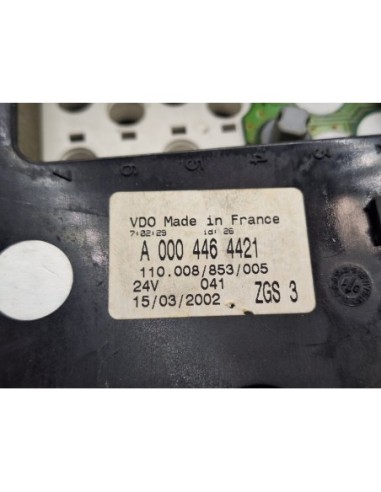 VDO Made in France
A 000 446 4421
110.008/853/005
24V 041
15/03/2002 ZGS 3